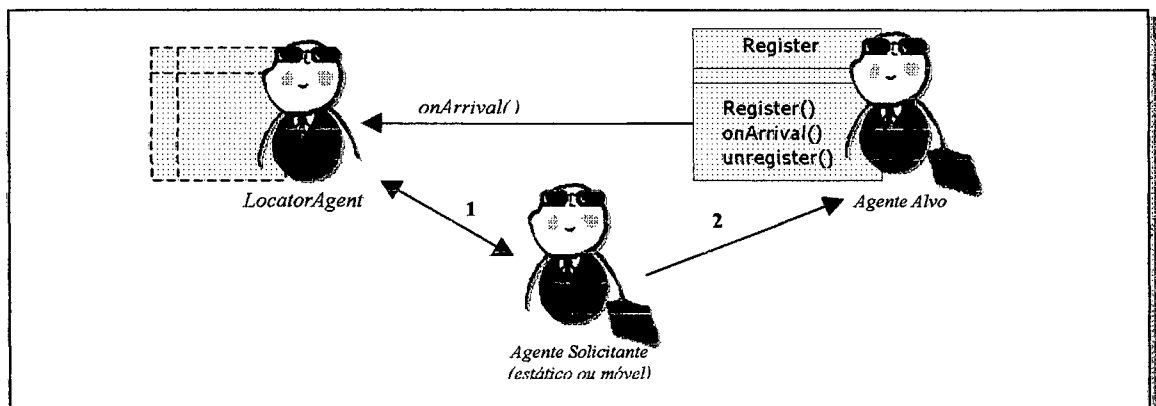 Register
onArrival( )
Register()
onArrival()
unregister()
LocatorAgent
1
2
Agente Alvo
Agente Solicitante
(estático ou móvel)